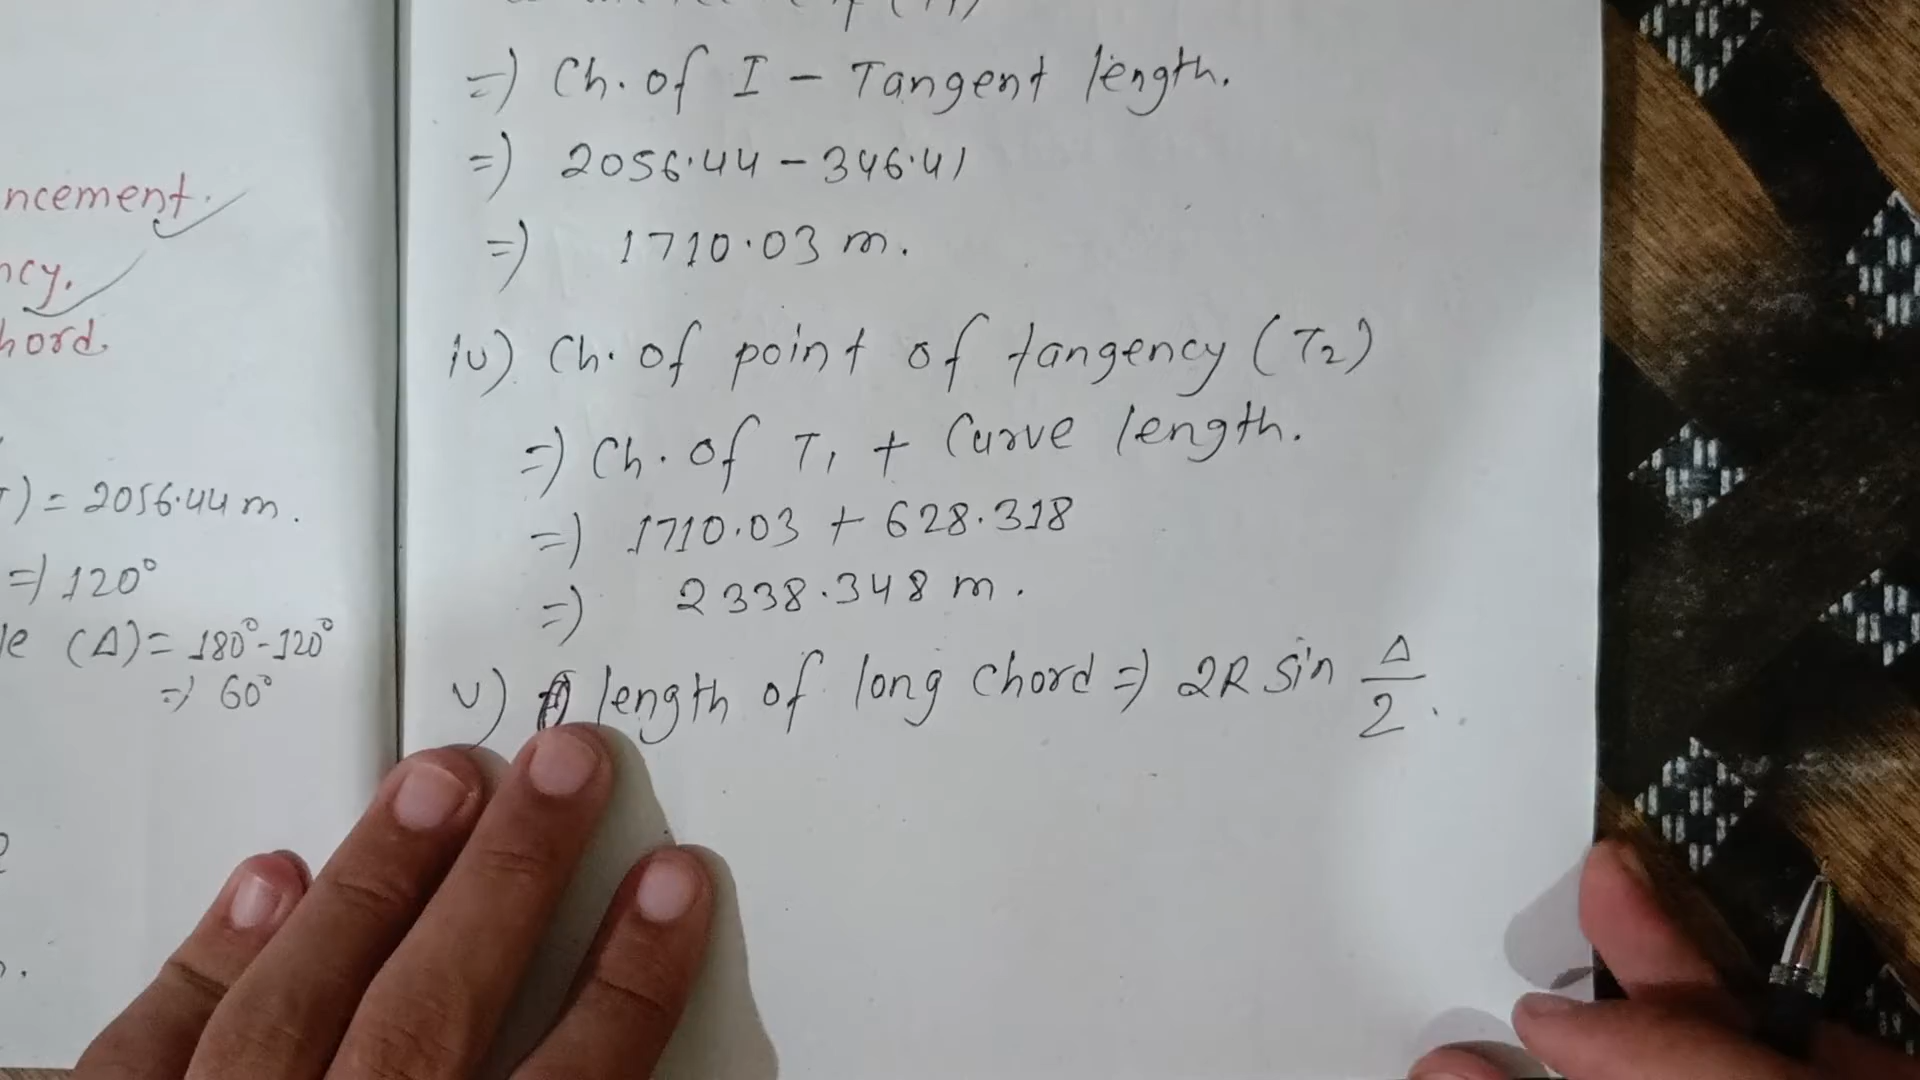 ncement.
ncy.
hord.
) = 2056.44 m.
=) 120°
le (Δ) = 180° - 120°
=) 60°
=) Ch. of I - Tangent length.
=) 2056.44 - 346.41
=) 1710.03 m.
iv) Ch. of point of tangency (T2)
=) Ch. of T1 + Curve length.
=) 1710.03 + 628.318
=) 2338.348 m.
v) length of long chord =) 2R sin Δ/2.